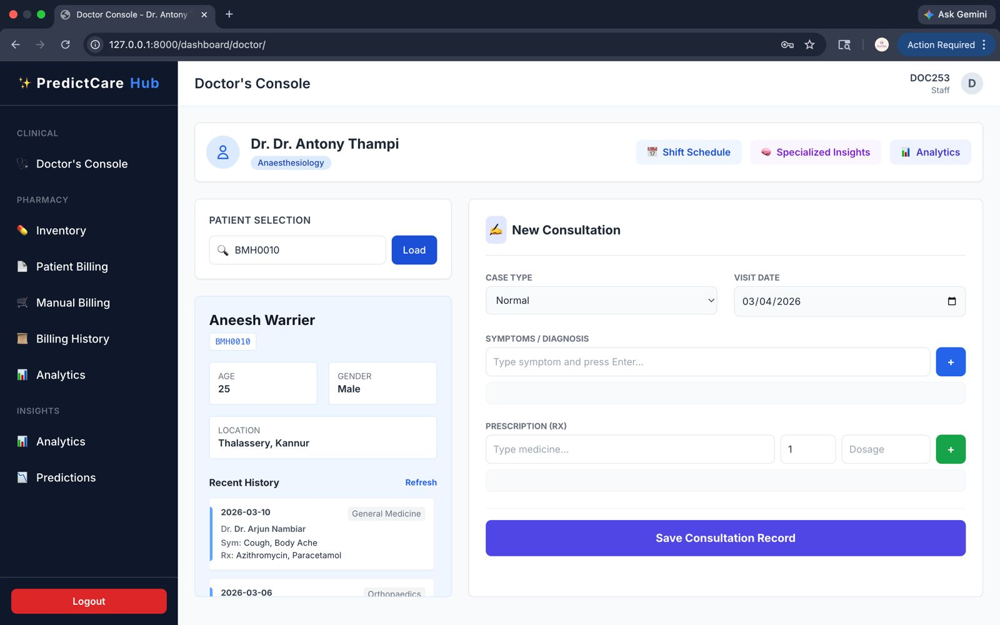 Doctor Console - Dr. Antony
Ask Gemini
127.0.0.1:8000/dashboard/doctor/
Action Required
PredictCare Hub
CLINICAL
Doctor's Console
PHARMACY
Inventory
Patient Billing
Manual Billing
Billing History
Analytics
INSIGHTS
Analytics
Predictions
Logout
Doctor's Console
DOC253
Staff
D
Dr. Dr. Antony Thampi
Anaesthesiology
Shift Schedule
Specialized Insights
Analytics
PATIENT SELECTION
BMH0010
Load
Aneesh Warrier
BMH0010
AGE
25
GENDER
Male
LOCATION
Thalassery, Kannur
Recent History
Refresh
2026-03-10
General Medicine
Dr. Dr. Arjun Nambiar
Sym: Cough, Body Ache
Rx: Azithromycin, Paracetamol
2026-03-06
Orthopaedics
New Consultation
CASE TYPE
Normal
VISIT DATE
03/04/2026
SYMPTOMS / DIAGNOSIS
Type symptom and press Enter...
+
PRESCRIPTION (RX)
Type medicine...
1
Dosage
+
Save Consultation Record